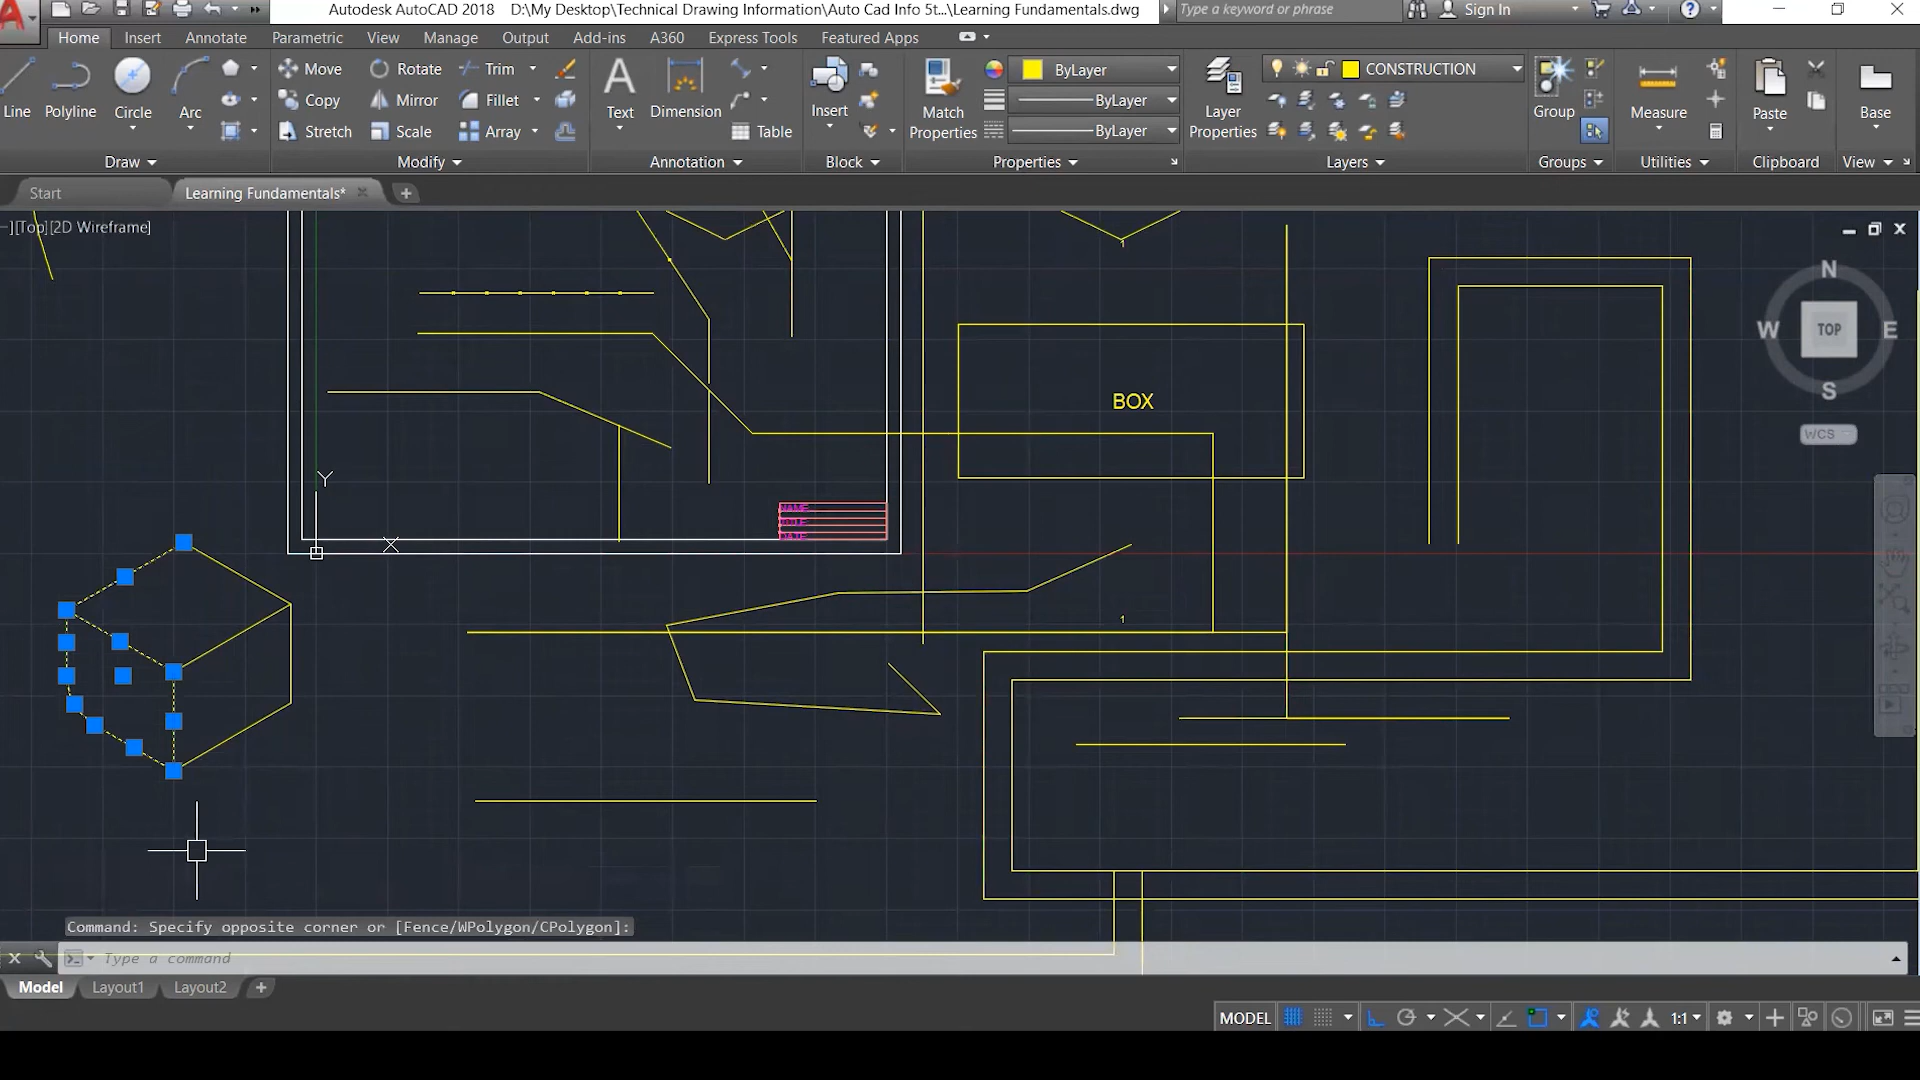 Autodesk AutoCAD 2018 D:\My Desktop\Technical Drawing Information\Auto Cad Info 5t...\Learning Fundamentals.dwg
Type a keyword or phrase
Sign In
Home Insert Annotate Parametric View Manage Output Add-ins A360 Express Tools Featured Apps
Move Rotate Trim ByLayer CONSTRUCTION
Copy Mirror Fillet ByLayer
Line Polyline Circle Arc Text Dimension Insert Match Properties Layer Properties Group Measure Paste Base
Stretch Scale Array Table ByLayer
Draw Modify Annotation Block Properties Layers Groups Utilities Clipboard View
Start Learning Fundamentals*
–][Top][2D Wireframe]
N
W TOP E
S
WCS
1
BOX
Y
X
NAME:
TITLE:
DATE:
1
Command: Specify opposite corner or [Fence/WPolygon/CPolygon]:
Type a command
Model Layout1 Layout2
MODEL 1:1